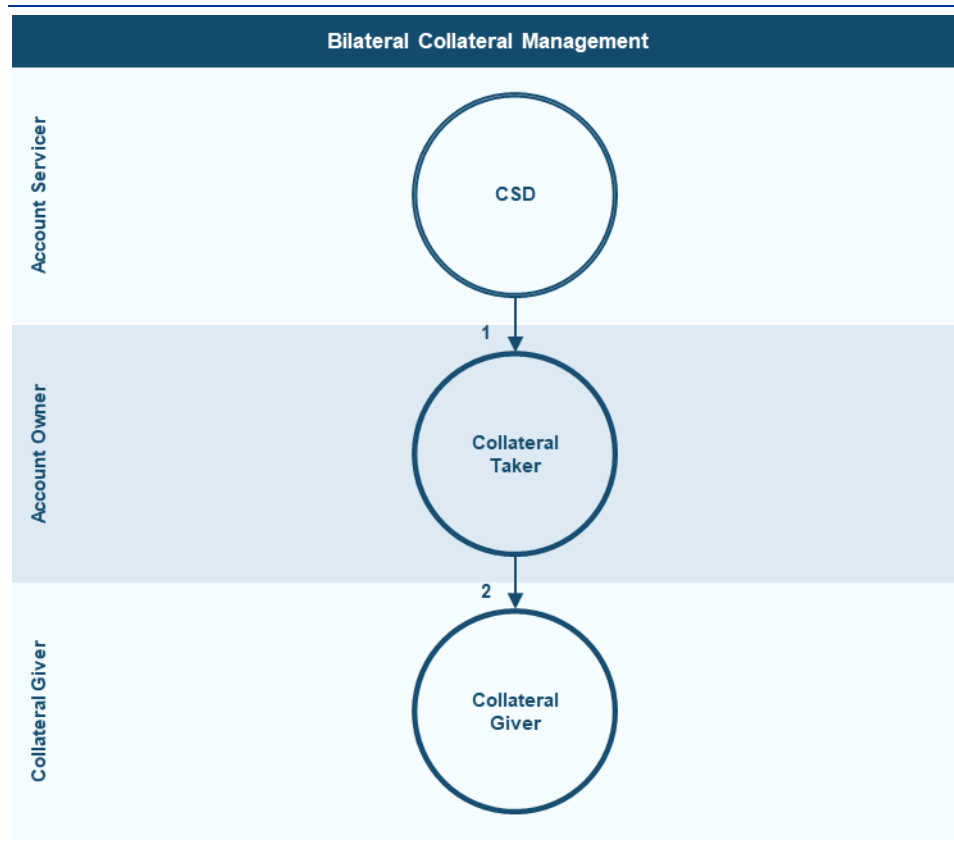 Bilateral Collateral Management
Account Servicer
CSD
1
Account Owner
Collateral
Taker
2
Collateral Giver
Collateral
Giver